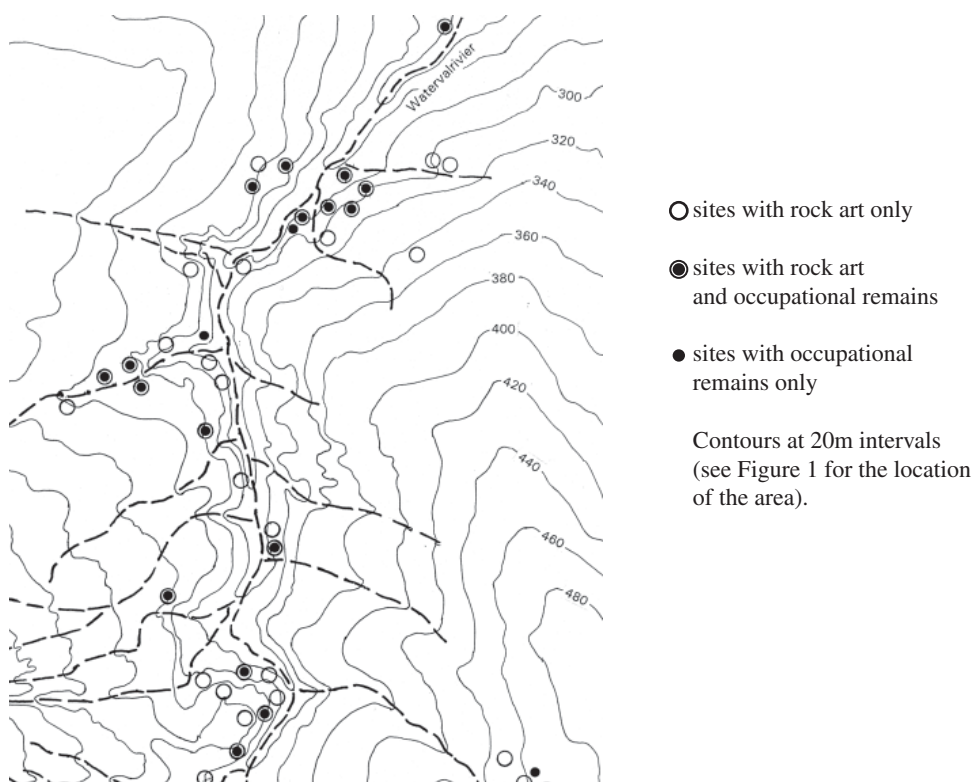 Watervalrivier
300
320
340
360
380
400
420
440
460
480
sites with rock art only
sites with rock art
and occupational remains
sites with occupational
remains only
Contours at 20m intervals
(see Figure 1 for the location
of the area).